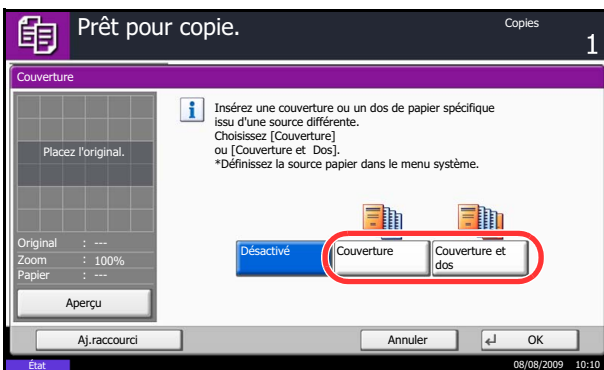 Prêt pour copie.
Copies
1
Couverture
Placez l'original.
Insérez une couverture ou un dos de papier spécifique
issu d'une source différente.
Choisissez [Couverture]
ou [Couverture et Dos].
*Définissez la source papier dans le menu système.
Désactivé
Couverture
Couverture et
dos
Original : ---
Zoom : 100%
Papier : ---
Aperçu
Aj.raccourci
Annuler
OK
État
08/08/2009 10:10